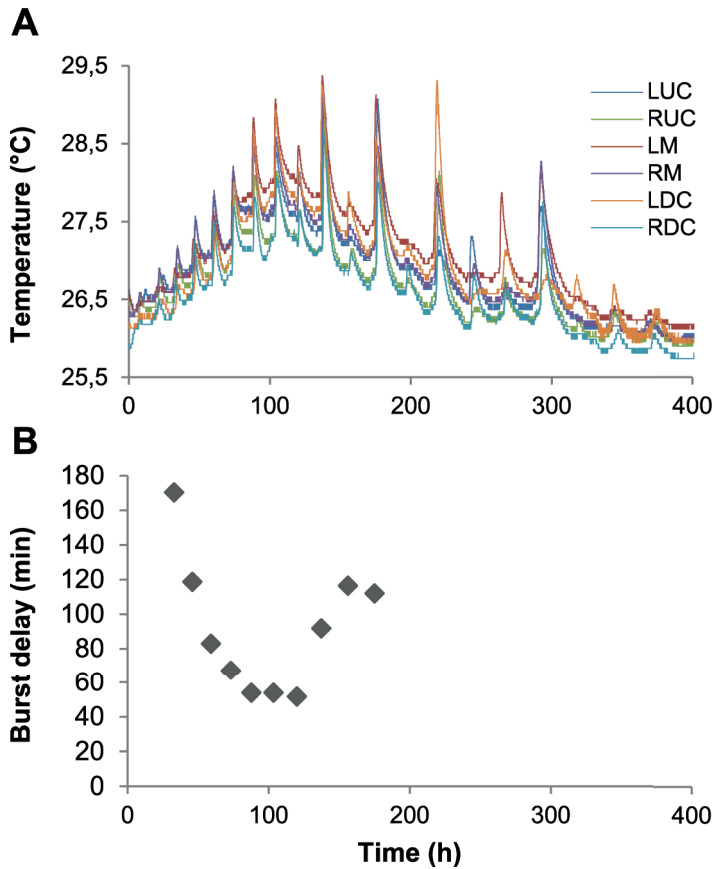 A
Temperature (°C)
29,5
28,5
27,5
26,5
25,5
0
100
200
300
400
LUC
RUC
LM
RM
LDC
RDC
B
Burst delay (min)
180
160
140
120
100
80
60
40
20
0
0
100
200
300
400
Time (h)